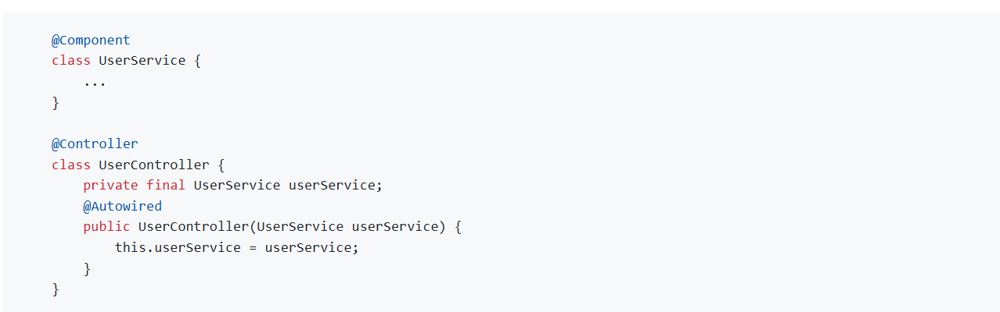 @Component
class UserService {
    ...
}
@Controller
class UserController {
    private final UserService userService;
    @Autowired
    public UserController(UserService userService) {
        this.userService = userService;
    }
}